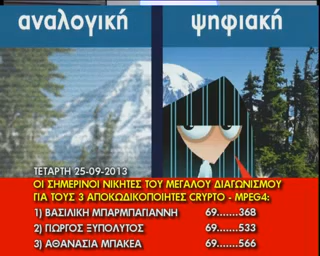 αναλογική
ψηφιακή
ΤΕΤΑΡΤΗ 25-09-2013
ΟΙ ΣΗΜΕΡΙΝΟΙ ΝΙΚΗΤΕΣ ΤΟΥ ΜΕΓΑΛΟΥ ΔΙΑΓΩΝΙΣΜΟΥ
ΓΙΑ ΤΟΥΣ 3 ΑΠΟΚΩΔΙΚΟΠΟΙΗΤΕΣ CRYPTO - MPEG4:
1) ΒΑΣΙΛΙΚΗ ΜΠΑΡΜΠΑΓΙΑΝΝΗ 69.......368
2) ΓΙΩΡΓΟΣ ΞΥΠΟΛΥΤΟΣ 69.......533
3) ΑΘΑΝΑΣΙΑ ΜΠΑΚΕΑ 69.......566